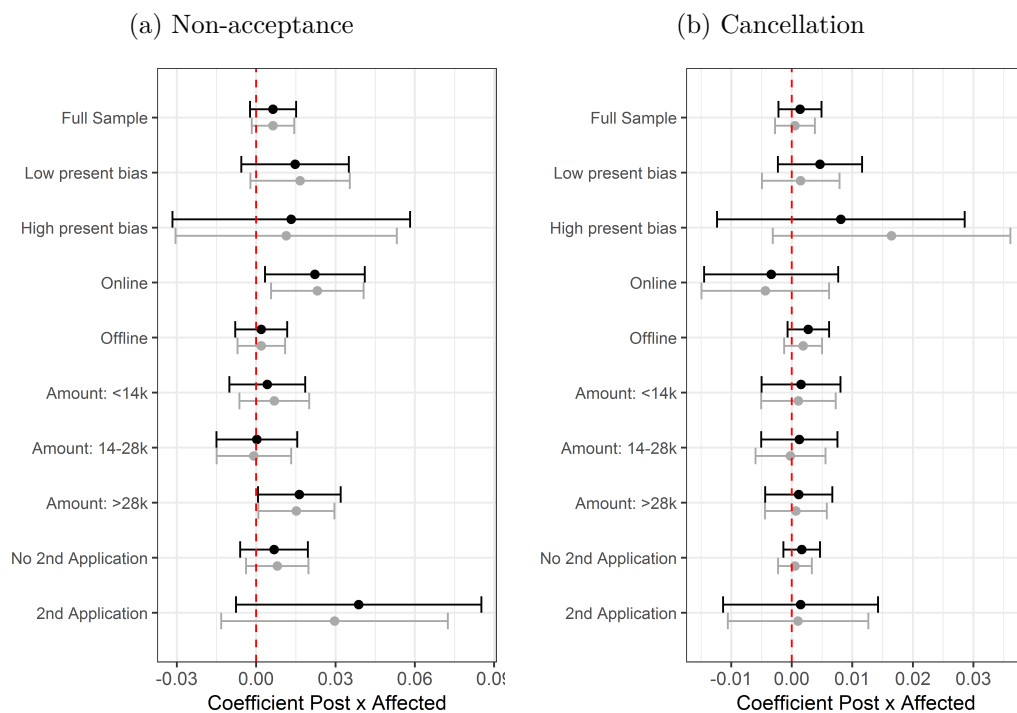 (a) Non-acceptance
Full Sample
Low present bias
High present bias
Online
Offline
Amount: <14k
Amount: 14-28k
Amount: >28k
No 2nd Application
2nd Application
-0.03 0.00 0.03 0.06
Coefficient Post x Affected
(b) Cancellation
Full Sample
Low present bias
High present bias
Online
Offline
Amount: <14k
Amount: 14-28k
Amount: >28k
No 2nd Application
2nd Application
-0.01 0.00 0.01 0.02 0.03
Coefficient Post x Affected